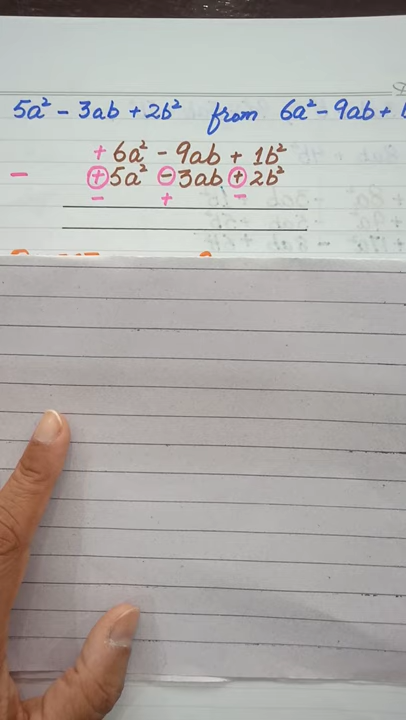 5a² - 3ab + 2b² from 6a² - 9ab +
+ 6a² - 9ab + 1b²
- + 5a² - 3ab + 2b²
- + -